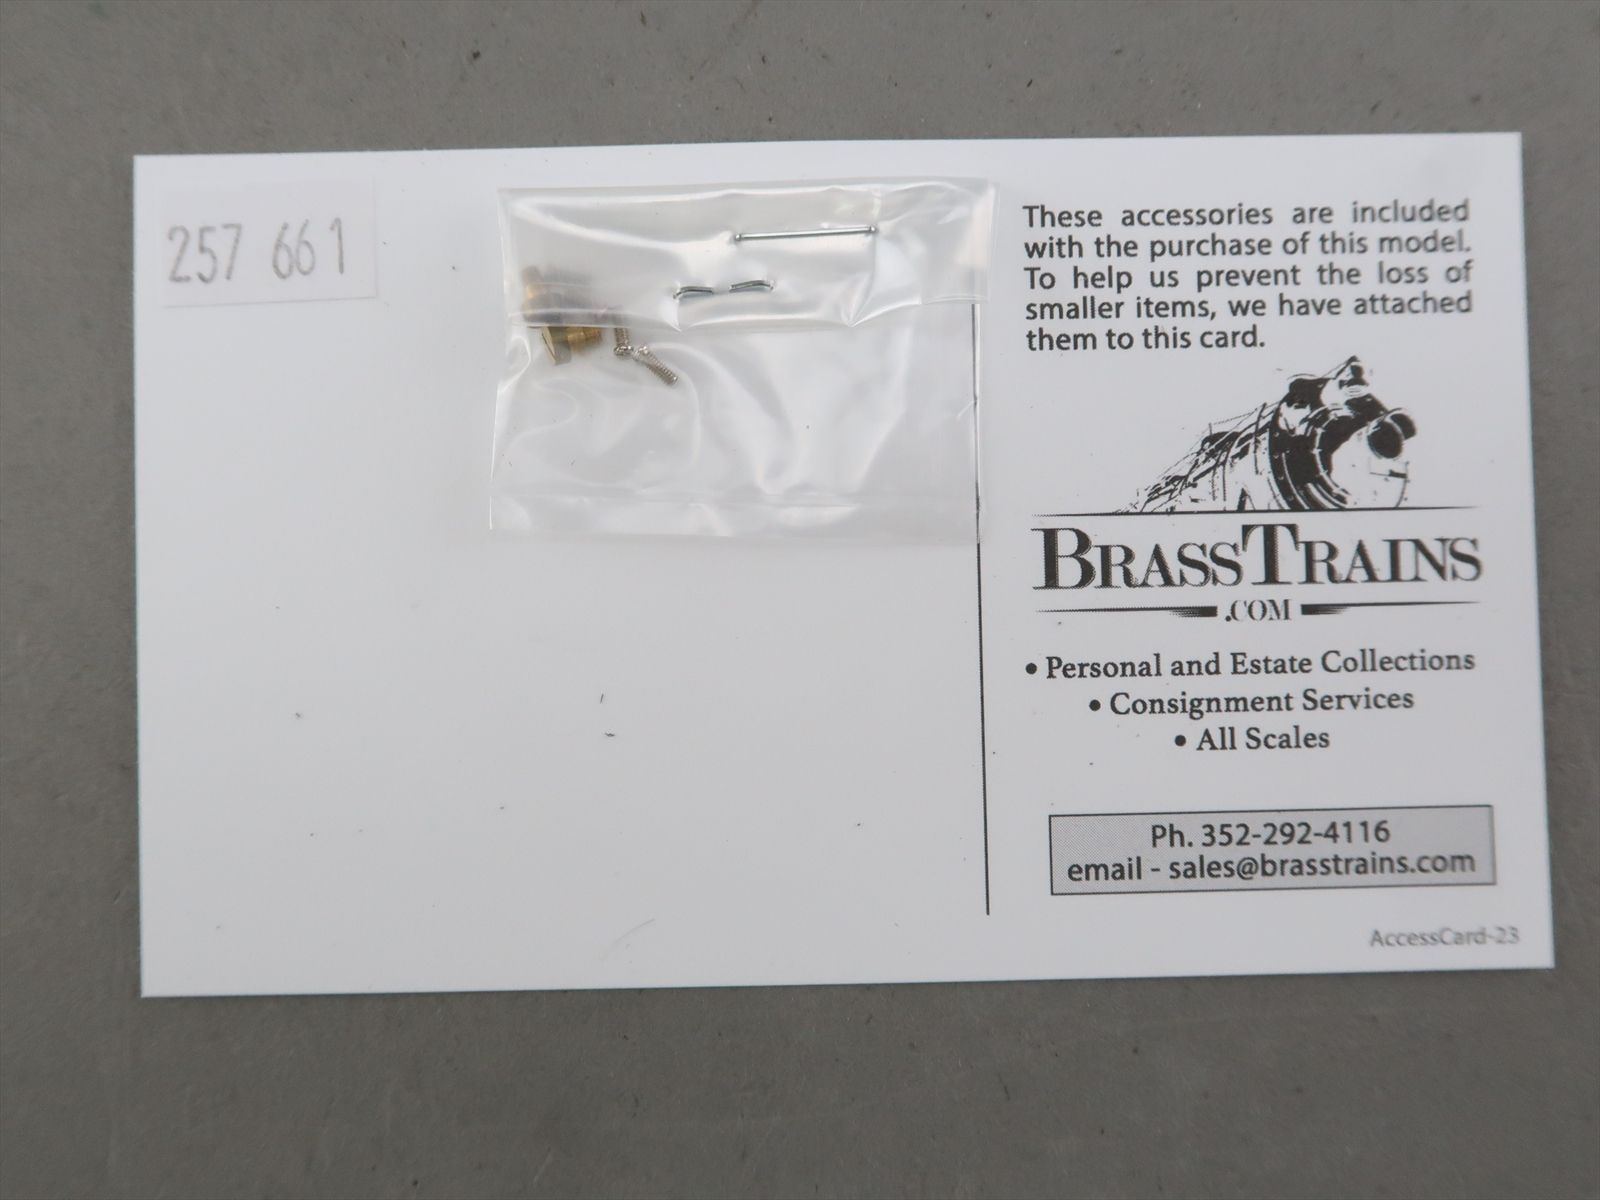 257 661
These accessories are included
with the purchase of this model.
To help us prevent the loss of
smaller items, we have attached
them to this card.
BRASSTRAINS
.COM
• Personal and Estate Collections
• Consignment Services
• All Scales
Ph. 352-292-4116
email - sales@brasstrains.com
AccessCard-23